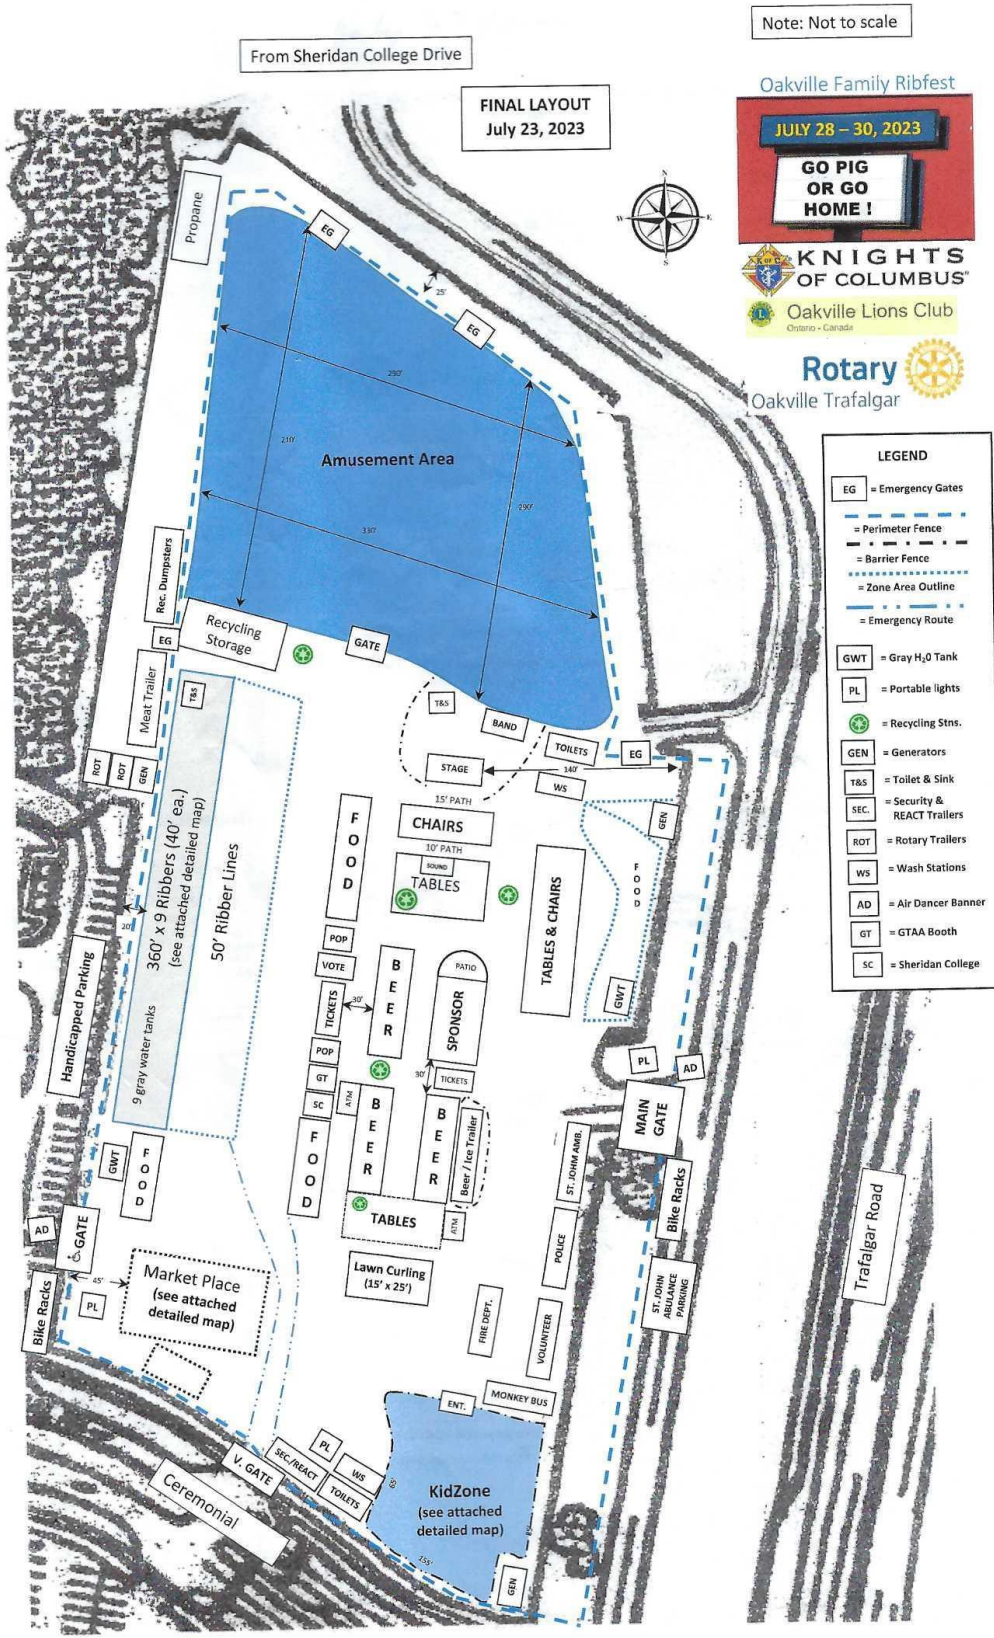 Note: Not to scale
From Sheridan College Drive
FINAL LAYOUT
July 23, 2023
Oakville Family Ribfest
JULY 28 – 30, 2023
GO PIG
OR GO
HOME !
K of C
KNIGHTS
OF COLUMBUS
Oakville Lions Club
Ontario - Canada
Rotary
Oakville Trafalgar
N
W
E
S
Propane
EG
25'
EG
290'
210'
Amusement Area
290'
330'
Rec. Dumpsters
EG
Recycling
Storage
GATE
Meat Trailer
T&S
T&S
BAND
TOILETS
EG
ROT
ROT
GEN
STAGE
140'
WS
15' PATH
CHAIRS
10' PATH
SOUND
TABLES
FOOD
GEN
FOOD
TABLES & CHAIRS
360' x 9 Ribbers (40' ea.)
(see attached detailed map)
50' Ribber Lines
20'
Handicapped Parking
9 gray water tanks
POP
VOTE
TICKETS
30'
BEER
PATIO
SPONSOR
GWT
POP
GT
SC
ATM
30'
TICKETS
PL
AD
MAIN
GATE
FOOD
BEER
BEER
Beer / Ice Trailer
TABLES
ATM
ST. JOHM AMB.
Bike Racks
Trafalgar Road
GWT
FOOD
AD
GATE
Lawn Curling
(15' x 25')
POLICE
ST. JOHN
ABULANCE
PARKING
45'
Market Place
(see attached
detailed map)
PL
Bike Racks
FIRE DEPT.
VOLUNTEER
ENT.
MONKEY BUS
PL
SEC./REACT
WS
TOILETS
V. GATE
Ceremonial
KidZone
(see attached
detailed map)
155'
GEN
LEGEND
EG = Emergency Gates
= Perimeter Fence
= Barrier Fence
= Zone Area Outline
= Emergency Route
GWT = Gray H₂0 Tank
PL = Portable lights
= Recycling Stns.
GEN = Generators
T&S = Toilet & Sink
SEC. = Security &
REACT Trailers
ROT = Rotary Trailers
WS = Wash Stations
AD = Air Dancer Banner
GT = GTAA Booth
SC = Sheridan College